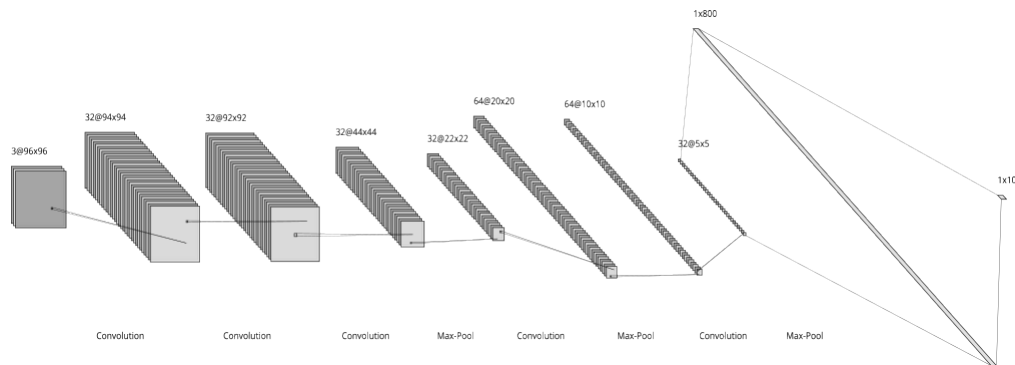 3@96x96
32@94x94
32@92x92
32@44x44
32@22x22
64@20x20
64@10x10
32@5x5
1x800
1x10
Convolution
Convolution
Convolution
Max-Pool
Convolution
Max-Pool
Convolution
Max-Pool